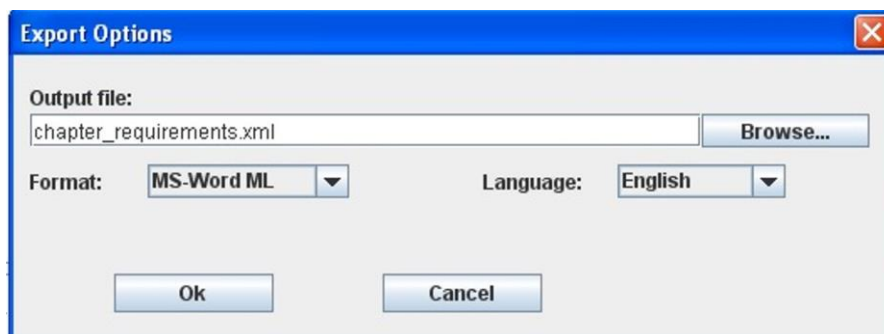 Export Options
Output file:
chapter_requirements.xml Browse...
Format: MS-Word ML Language: English
Ok Cancel